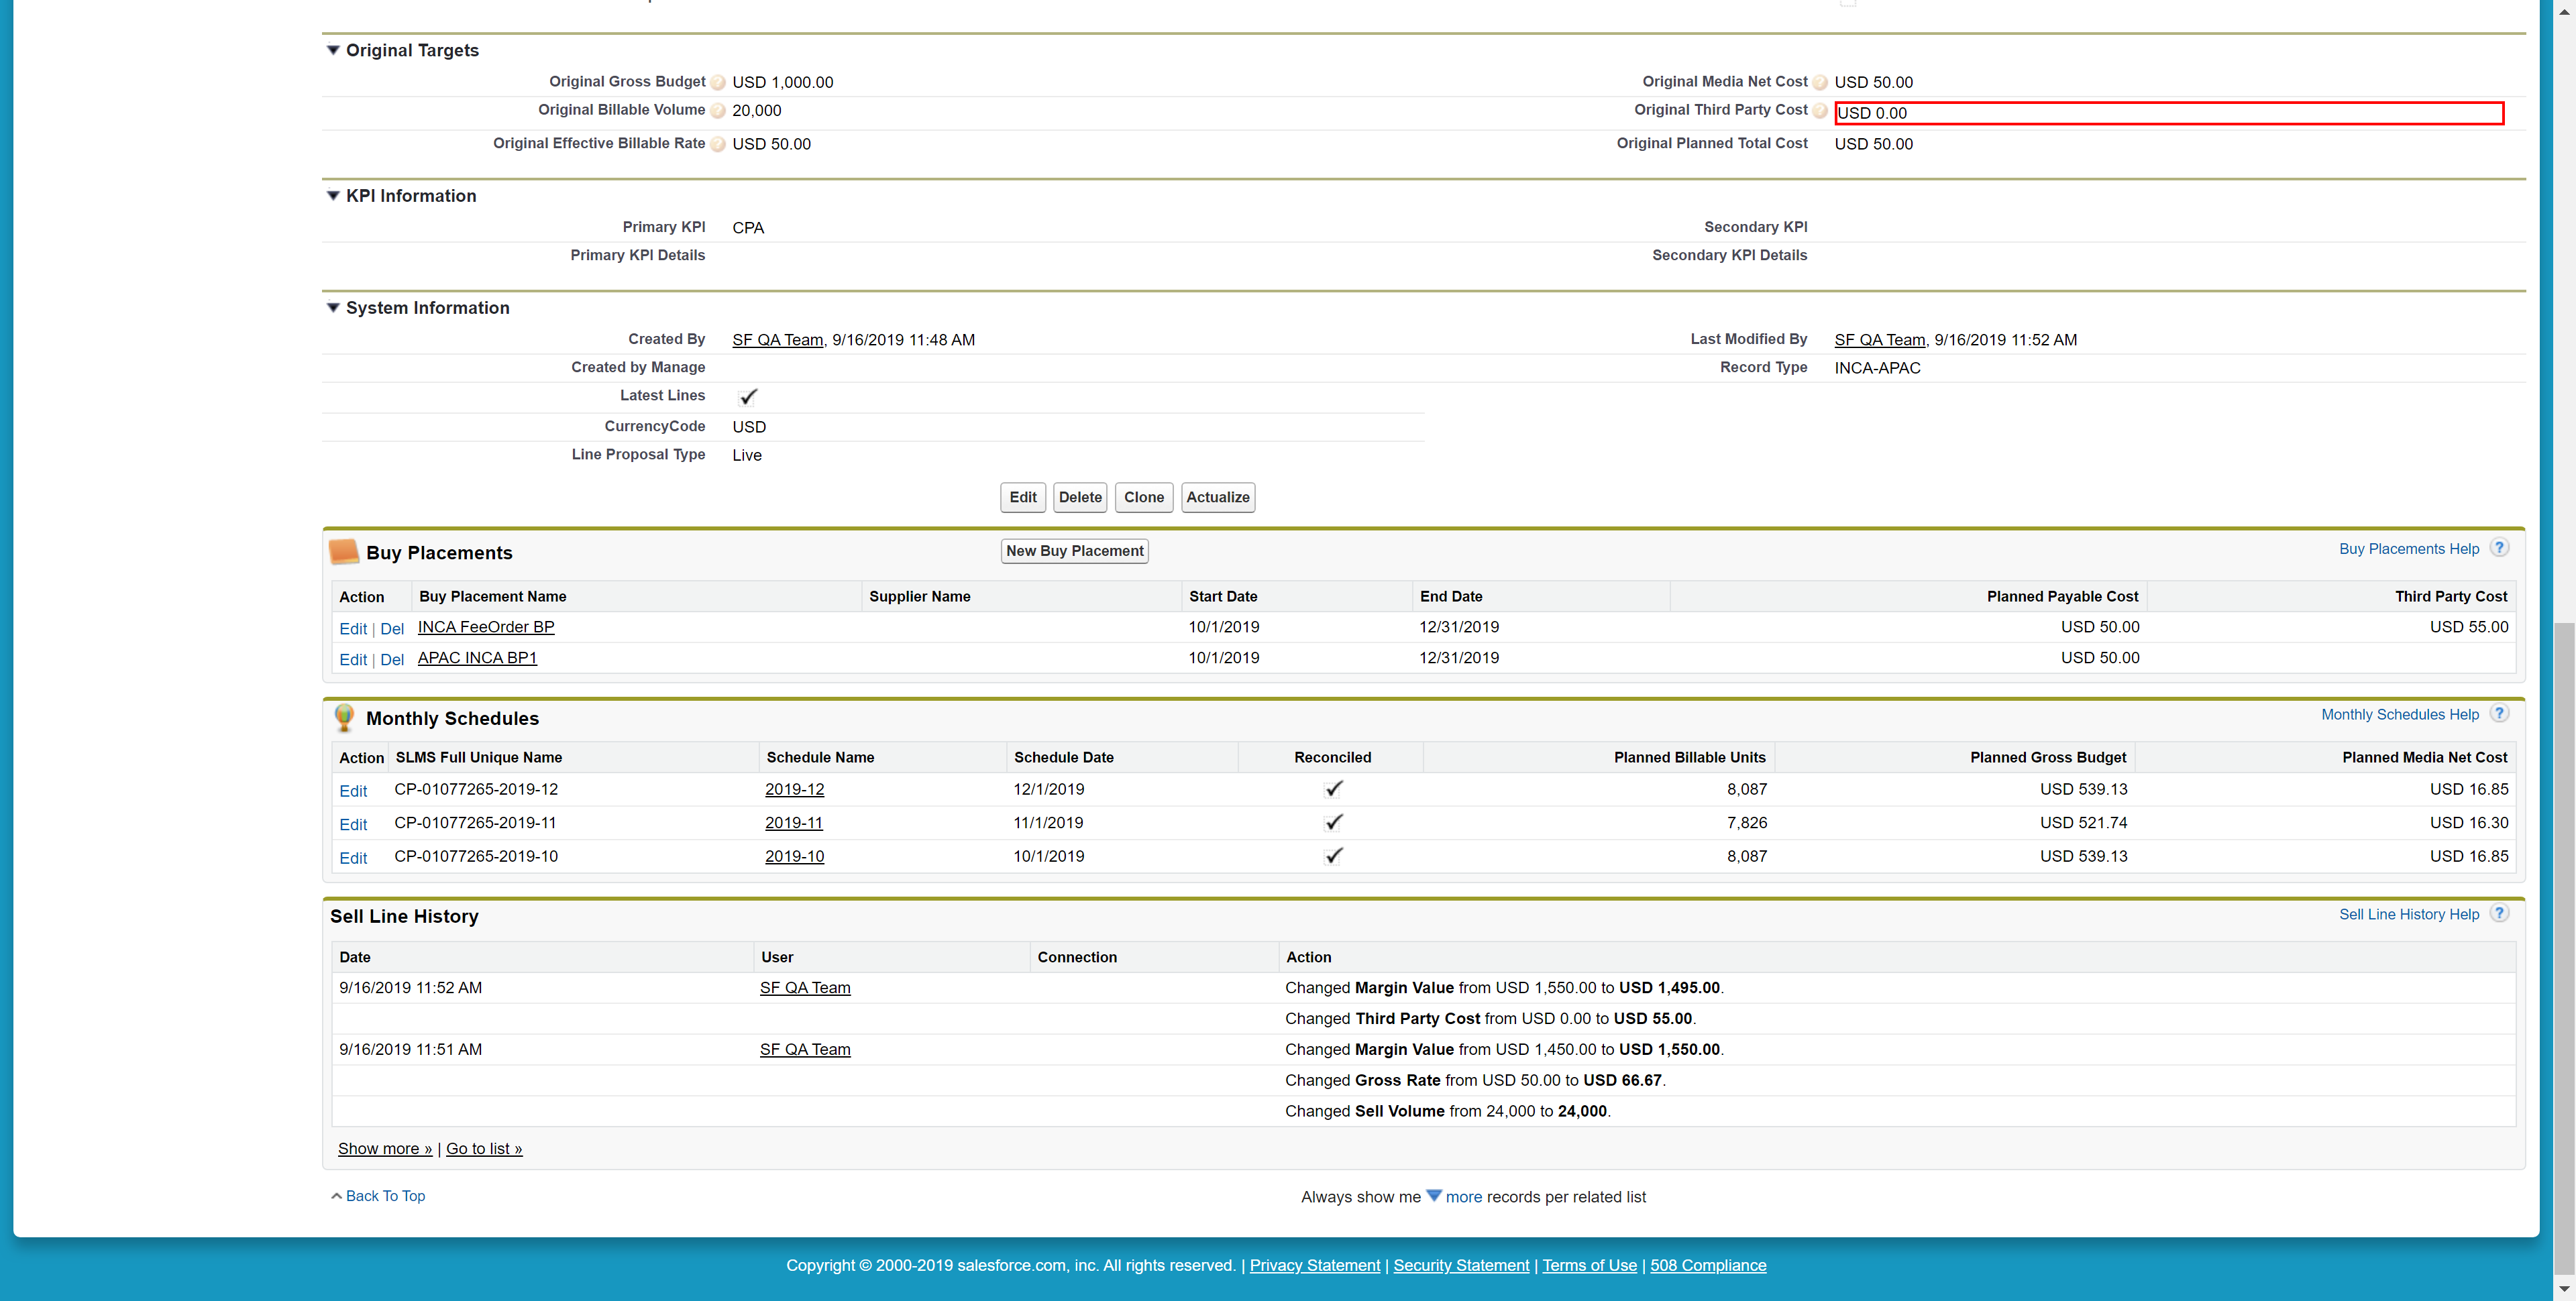 Original Targets
Original Gross Budget USD 1,000.00 Original Media Net Cost USD 50.00
Original Billable Volume 20,000 Original Third Party Cost USD 0.00
Original Effective Billable Rate USD 50.00 Original Planned Total Cost USD 50.00
KPI Information
Primary KPI CPA Secondary KPI
Primary KPI Details Secondary KPI Details
System Information
Created By SF QA Team, 9/16/2019 11:48 AM Last Modified By SF QA Team, 9/16/2019 11:52 AM
Created by Manage Record Type INCA-APAC
Latest Lines
CurrencyCode USD
Line Proposal Type Live
Edit Delete Clone Actualize
Buy Placements New Buy Placement Buy Placements Help ?
Action Buy Placement Name Supplier Name Start Date End Date Planned Payable Cost Third Party Cost
Edit | Del INCA FeeOrder BP 10/1/2019 12/31/2019 USD 50.00 USD 55.00
Edit | Del APAC INCA BP1 10/1/2019 12/31/2019 USD 50.00
Monthly Schedules Monthly Schedules Help ?
Action SLMS Full Unique Name Schedule Name Schedule Date Reconciled Planned Billable Units Planned Gross Budget Planned Media Net Cost
Edit CP-01077265-2019-12 2019-12 12/1/2019 8,087 USD 539.13 USD 16.85
Edit CP-01077265-2019-11 2019-11 11/1/2019 7,826 USD 521.74 USD 16.30
Edit CP-01077265-2019-10 2019-10 10/1/2019 8,087 USD 539.13 USD 16.85
Sell Line History Sell Line History Help ?
Date User Connection Action
9/16/2019 11:52 AM SF QA Team Changed Margin Value from USD 1,550.00 to USD 1,495.00.
Changed Third Party Cost from USD 0.00 to USD 55.00.
9/16/2019 11:51 AM SF QA Team Changed Margin Value from USD 1,450.00 to USD 1,550.00.
Changed Gross Rate from USD 50.00 to USD 66.67.
Changed Sell Volume from 24,000 to 24,000.
Show more » | Go to list »
Back To Top Always show me more records per related list
Copyright © 2000-2019 salesforce.com, inc. All rights reserved. | Privacy Statement | Security Statement | Terms of Use | 508 Compliance